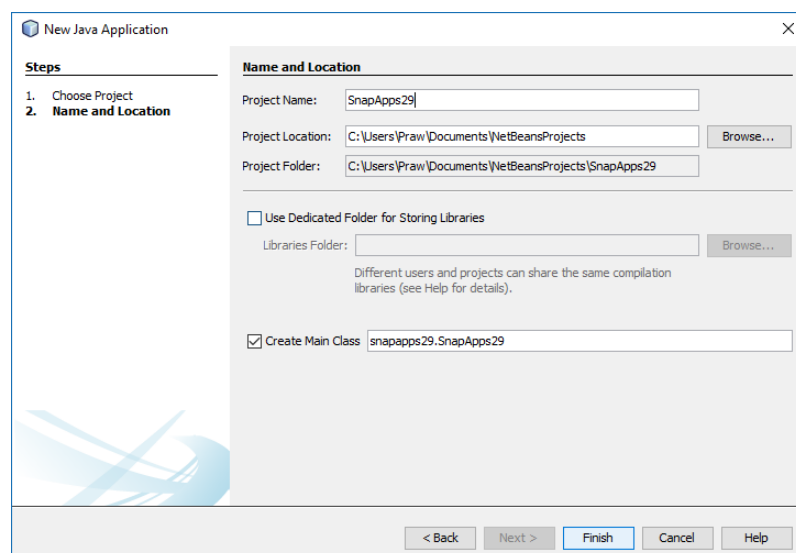 New Java Application
Steps
1. Choose Project
2. Name and Location
Name and Location
Project Name: SnapApps29
Project Location: C:\Users\Praw\Documents\NetBeansProjects Browse...
Project Folder: C:\Users\Praw\Documents\NetBeansProjects\SnapApps29
Use Dedicated Folder for Storing Libraries
Libraries Folder: Browse...
Different users and projects can share the same compilation
libraries (see Help for details).
Create Main Class snapapps29.SnapApps29
< Back Next > Finish Cancel Help